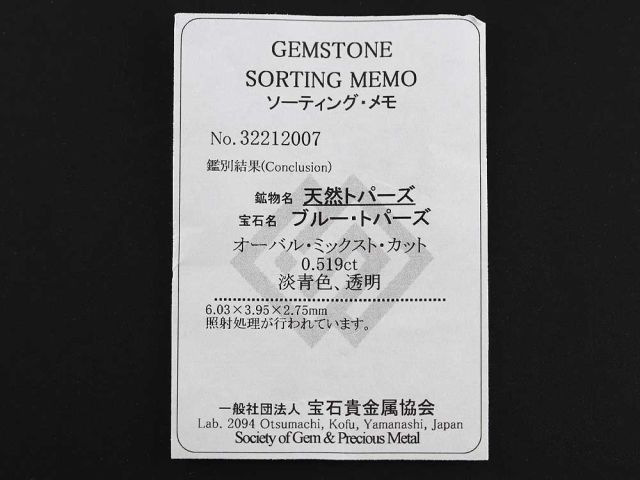 GEMSTONE
SORTING MEMO
ソーティング・メモ
No. 32212007
鑑別結果(Conclusion)
鉱物名 天然トパーズ
宝石名 ブルー・トパーズ
オーバル・ミックスト・カット
0.519ct
淡青色、透明
6.03×3.95×2.75mm
照射処理が行われています。
一般社団法人 宝石貴金属協会
Lab. 2094 Otsumachi, Kofu, Yamanashi, Japan
Society of Gem & Precious Metal